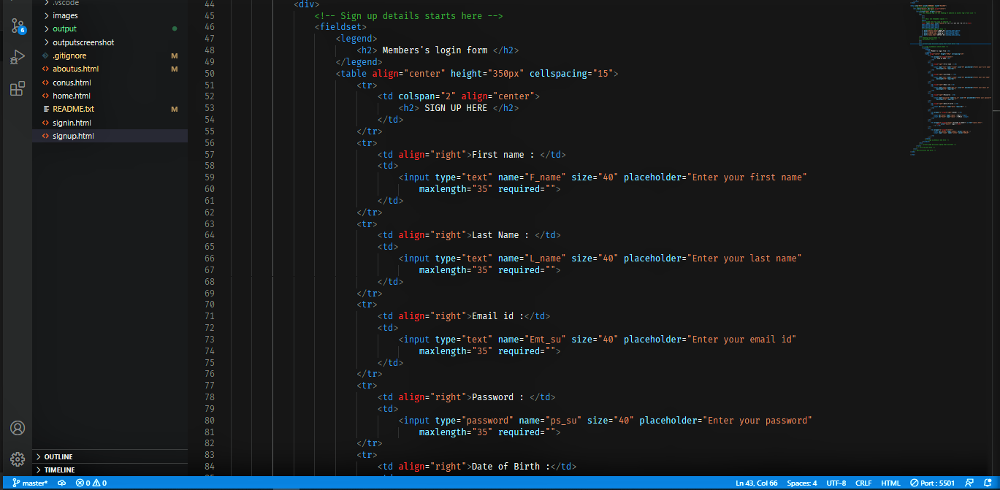 .vscode
images
output
outputscreenshot
.gitignore M
aboutus.html M
conus.html
home.html
README.txt M
signin.html
signup.html
6
OUTLINE
TIMELINE
44 <div>
45 <!-- Sign up details starts here -->
46 <fieldset>
47 <legend>
48 <h2> Members's login form </h2>
49 </legend>
50 <table align="center" height="350px" cellspacing="15">
51 <tr>
52 <td colspan="2" align="center">
53 <h2> SIGN UP HERE </h2>
54 </td>
55 </tr>
56 <tr>
57 <td align="right">First name : </td>
58 <td>
59 <input type="text" name="F_name" size="40" placeholder="Enter your first name"
60 maxlength="35" required="">
61 </td>
62 </tr>
63 <tr>
64 <td align="right">Last Name : </td>
65 <td>
66 <input type="text" name="L_name" size="40" placeholder="Enter your last name"
67 maxlength="35" required="">
68 </td>
69 </tr>
70 <tr>
71 <td align="right">Email id :</td>
72 <td>
73 <input type="text" name="Emt_su" size="40" placeholder="Enter your email id"
74 maxlength="35" required="">
75 </td>
76 </tr>
77 <tr>
78 <td align="right">Password : </td>
79 <td>
80 <input type="password" name="ps_su" size="40" placeholder="Enter your password"
81 maxlength="35" required="">
82 </tr>
83 <tr>
84 <td align="right">Date of Birth :</td>
master* 0 0 Ln 43, Col 66 Spaces: 4 UTF-8 CRLF HTML Port : 5501